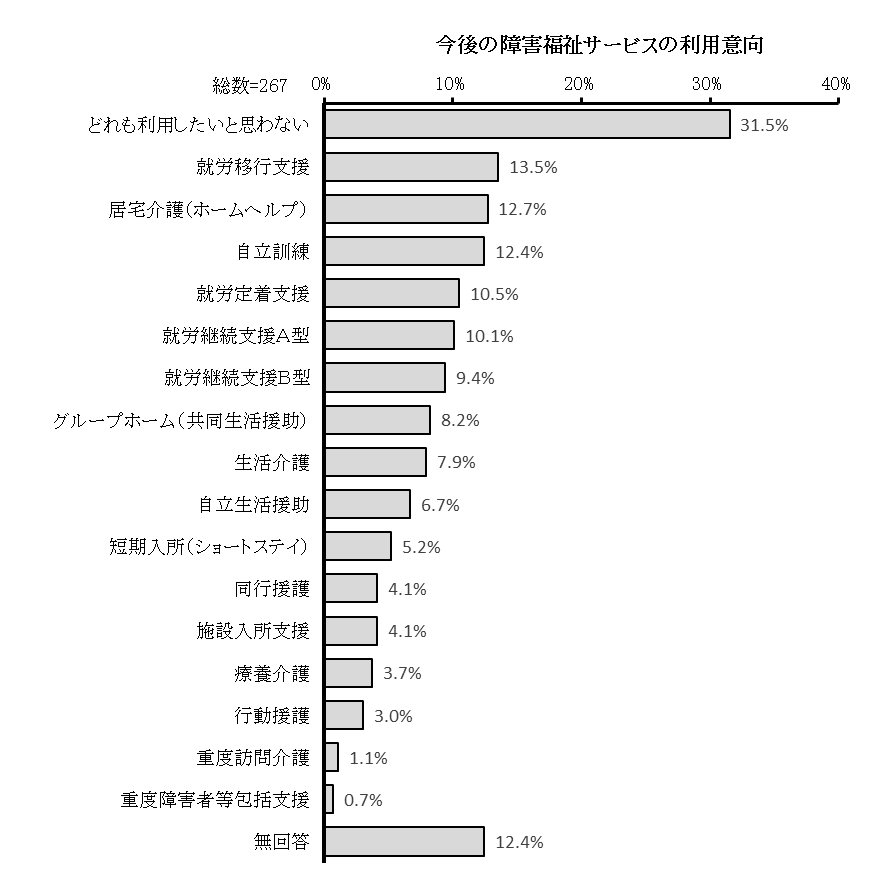 今後の障害福祉サービスの利用意向
総数=267 0% 10% 20% 30% 40%
どれも利用したいと思わない 31.5%
就労移行支援 13.5%
居宅介護(ホームヘルプ) 12.7%
自立訓練 12.4%
就労定着支援 10.5%
就労継続支援A型 10.1%
就労継続支援B型 9.4%
グループホーム(共同生活援助) 8.2%
生活介護 7.9%
自立生活援助 6.7%
短期入所(ショートステイ) 5.2%
同行援護 4.1%
施設入所支援 4.1%
療養介護 3.7%
行動援護 3.0%
重度訪問介護 1.1%
重度障害者等包括支援 0.7%
無回答 12.4%